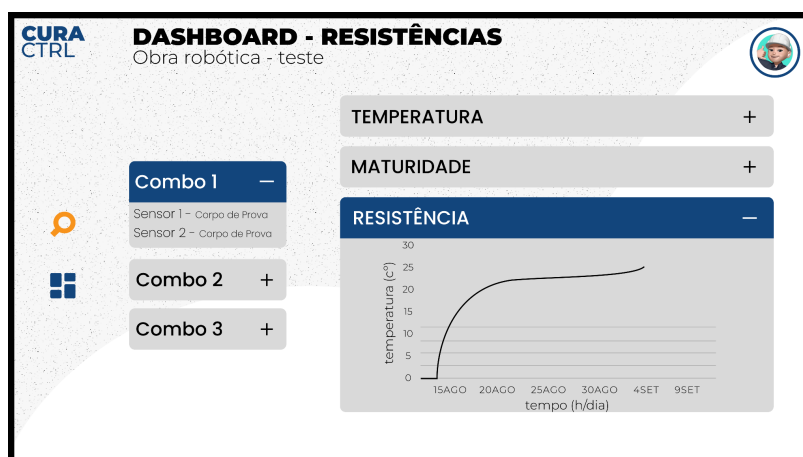 CURA
CTRL
DASHBOARD - RESISTÊNCIAS
Obra robótica - teste
Combo 1 —
Sensor 1 - Corpo de Prova
Sensor 2 - Corpo de Prova
Combo 2 +
Combo 3 +
TEMPERATURA +
MATURIDADE +
RESISTÊNCIA —
temperatura (c°)
30
25
20
15
10
5
0
15AGO 20AGO 25AGO 30AGO 4SET 9SET
tempo (h/dia)